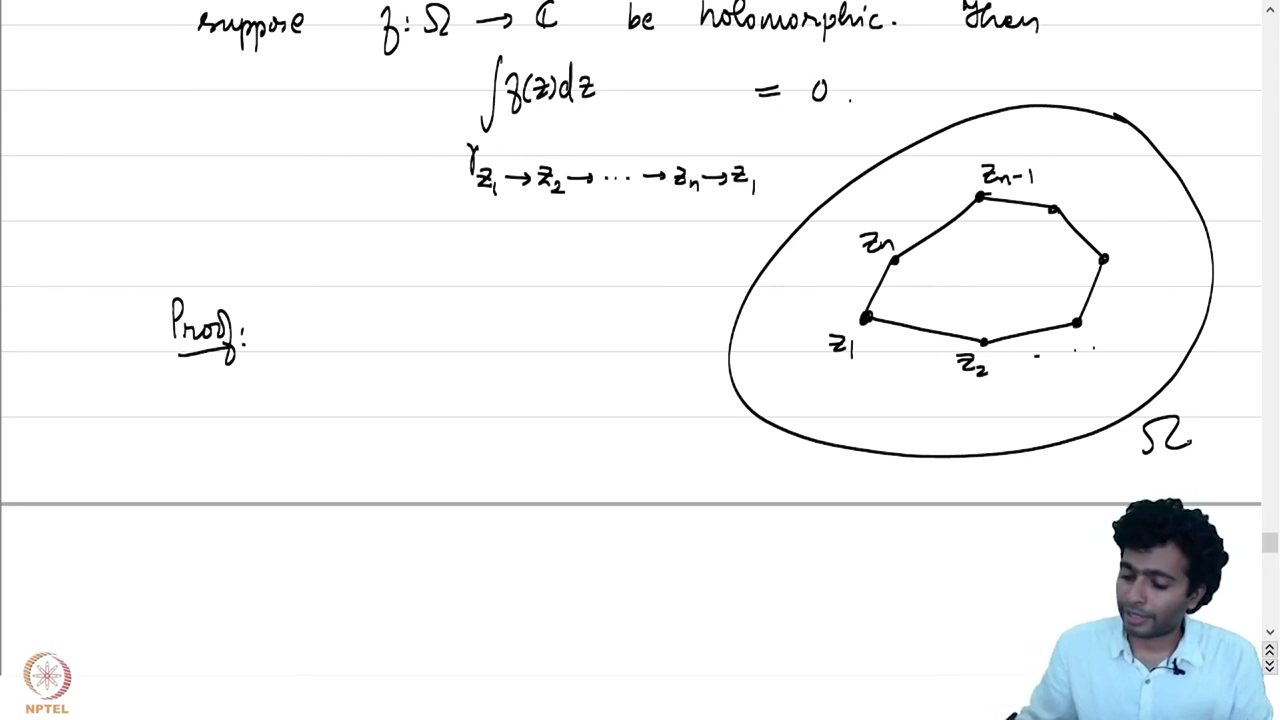 suppose f: Ω → ℂ be holomorphic. Then
∫ f(z)dz = 0.
γ z₁ → z₂ → ⋯ → zₙ → z₁
zₙ₋₁
zₙ
Proof:
z₁
z₂ . . .
Ω
NPTEL